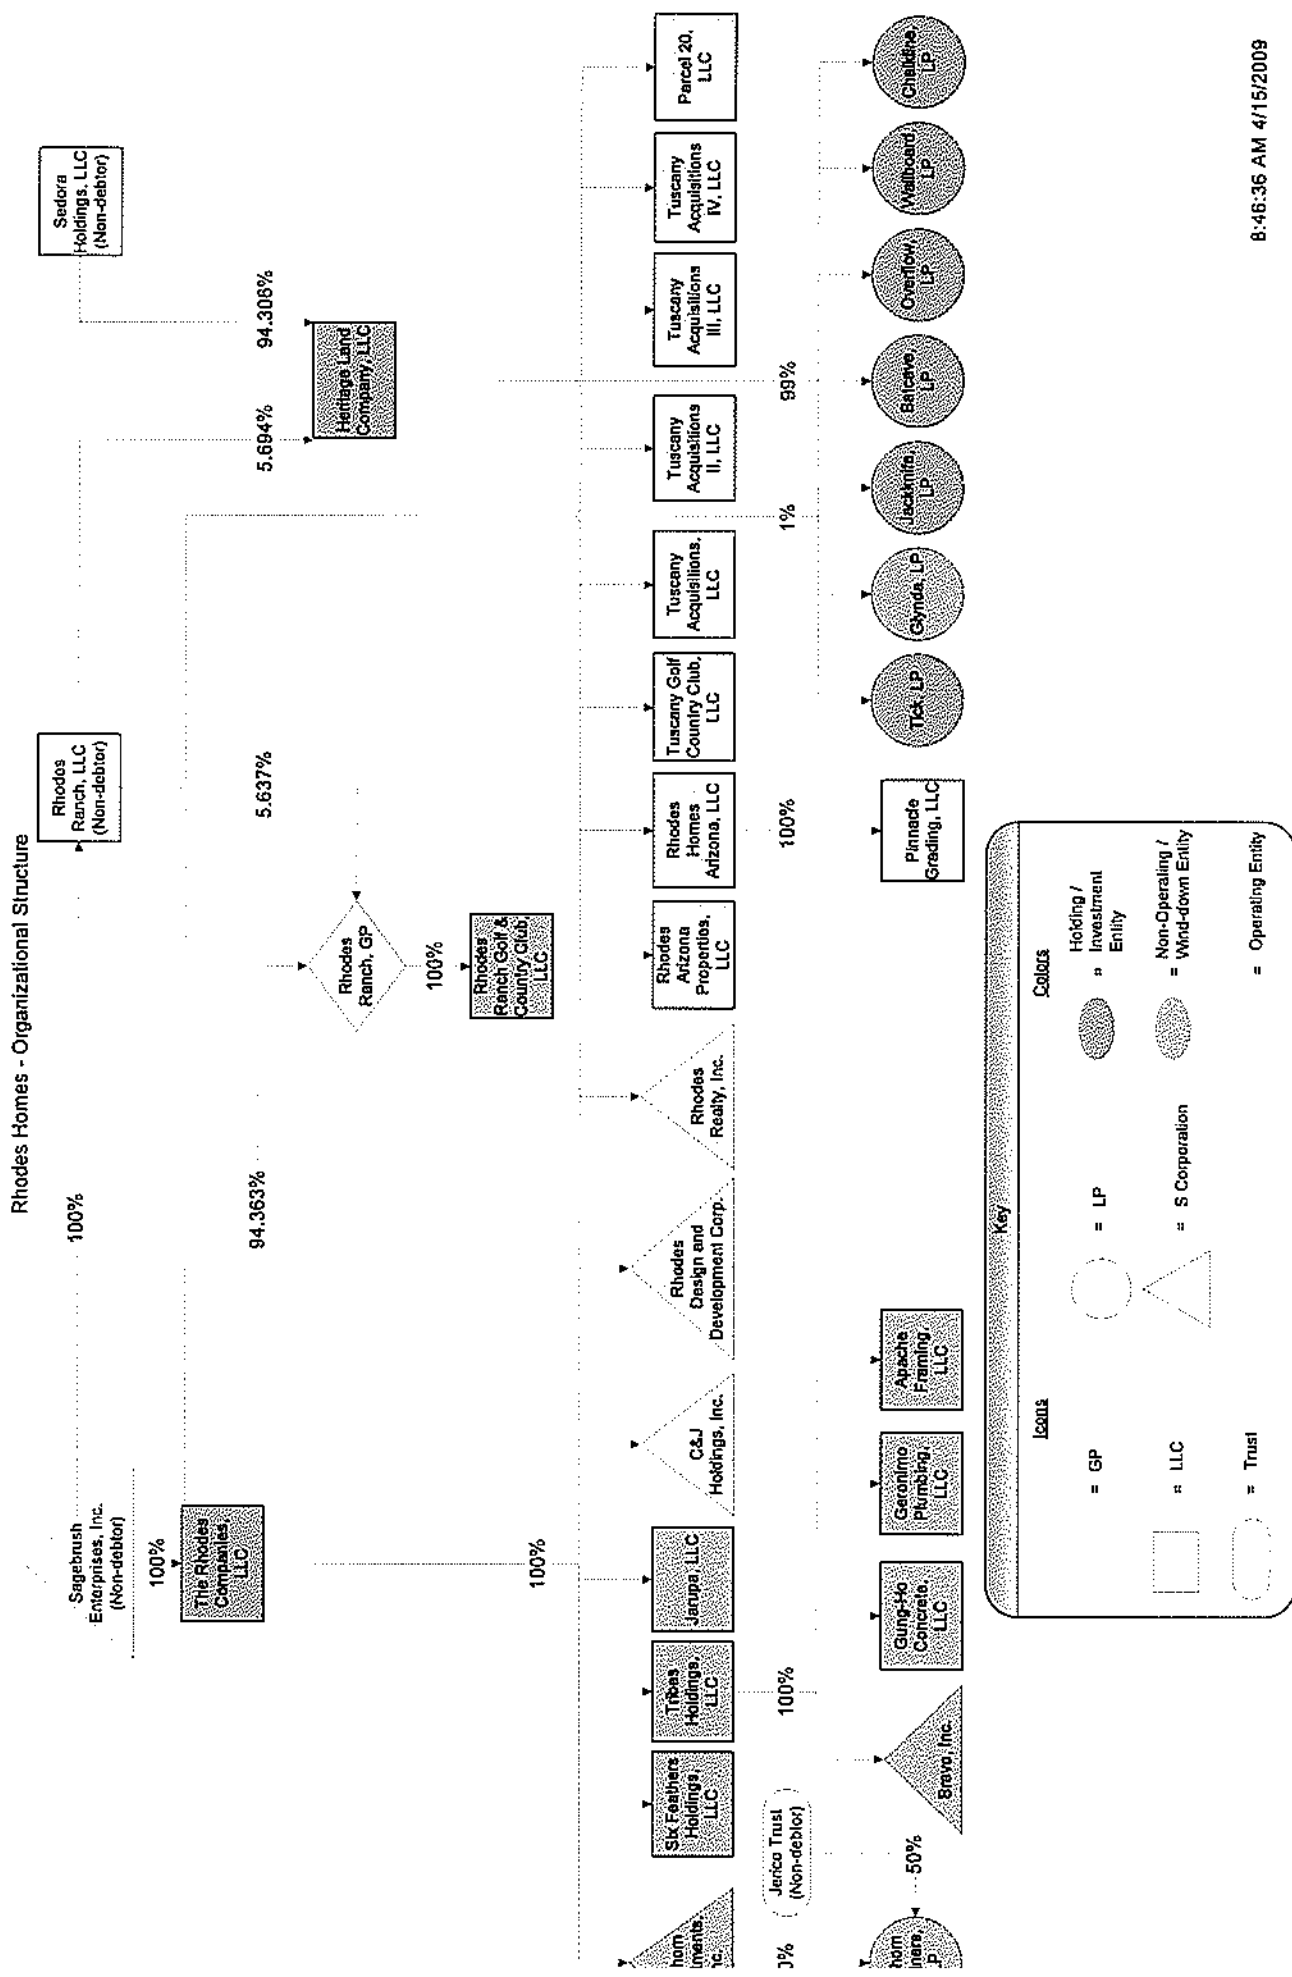 Rhodes Homes - Organizational Structure
Sagebrush
Enterprises, Inc.
(Non-debtor)
100%
Rhodes
Ranch, LLC
(Non-debtor)
Sedora
Holdings, LLC
(Non-debtor)
100%
The Rhodes
Companies,
LLC
94.363%
5.637%
5.694%
94.306%
Rhodes
Ranch, GP
Heritage Land
Company, LLC
100%
Rhodes
Ranch Golf &
Country Club,
LLC
100%
Six Feathers
Holdings,
LLC
Tribes
Holdings,
LLC
Jarupa, LLC
C&J
Holdings, Inc.
Rhodes
Design and
Development Corp.
Rhodes
Realty, Inc.
Rhodes
Arizona
Properties,
LLC
Rhodes
Homes
Arizona, LLC
Tuscany Golf
Country Club,
LLC
Tuscany
Acquisitions,
LLC
Tuscany
Acquisitions
II, LLC
Tuscany
Acquisitions
III, LLC
Tuscany
Acquisitions
IV, LLC
Parcel 20,
LLC
Jerico Trust
(Non-debtor)
100%
100%
1%
99%
50%
Bravo, Inc.
Gung-Ho
Concrete,
LLC
Geronimo
Plumbing,
LLC
Apache
Framing,
LLC
Pinnacle
Grading, LLC
Tick, LP
Glynda, LP
Jackknife,
LP
Batcave,
LP
Overflow,
LP
Wallboard,
LP
Chalkline,
LP
Key
Icons
Colors
= GP
= LP
= Holding /
Investment
Entity
= LLC
= S Corporation
= Non-Operating /
Wind-down Entity
= Trust
= Operating Entity
8:46:36 AM 4/15/2009